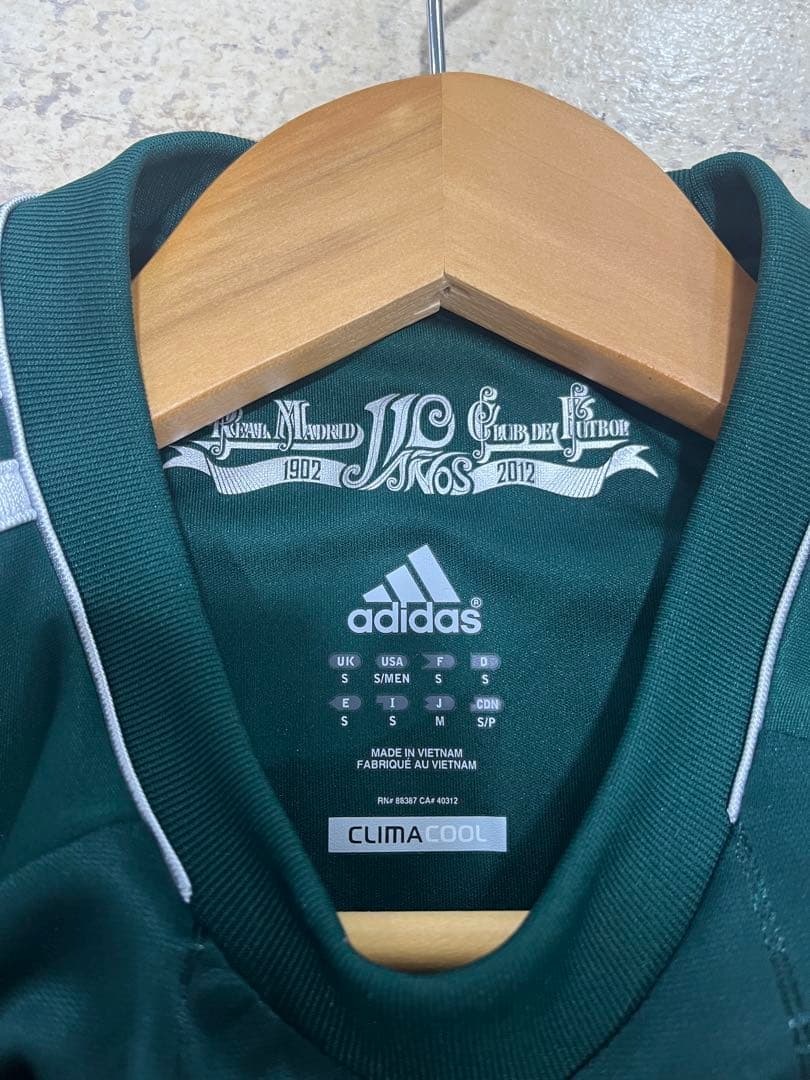 REAL MADRID 110 CLUB DE FÚTBOL
1902 AÑOS 2012
adidas®
UK USA F D
S S/MEN S S
E I J CDN
S S M S/P
MADE IN VIETNAM
FABRIQUÉ AU VIETNAM
RN# 88387 CA# 40312
CLIMACOOL